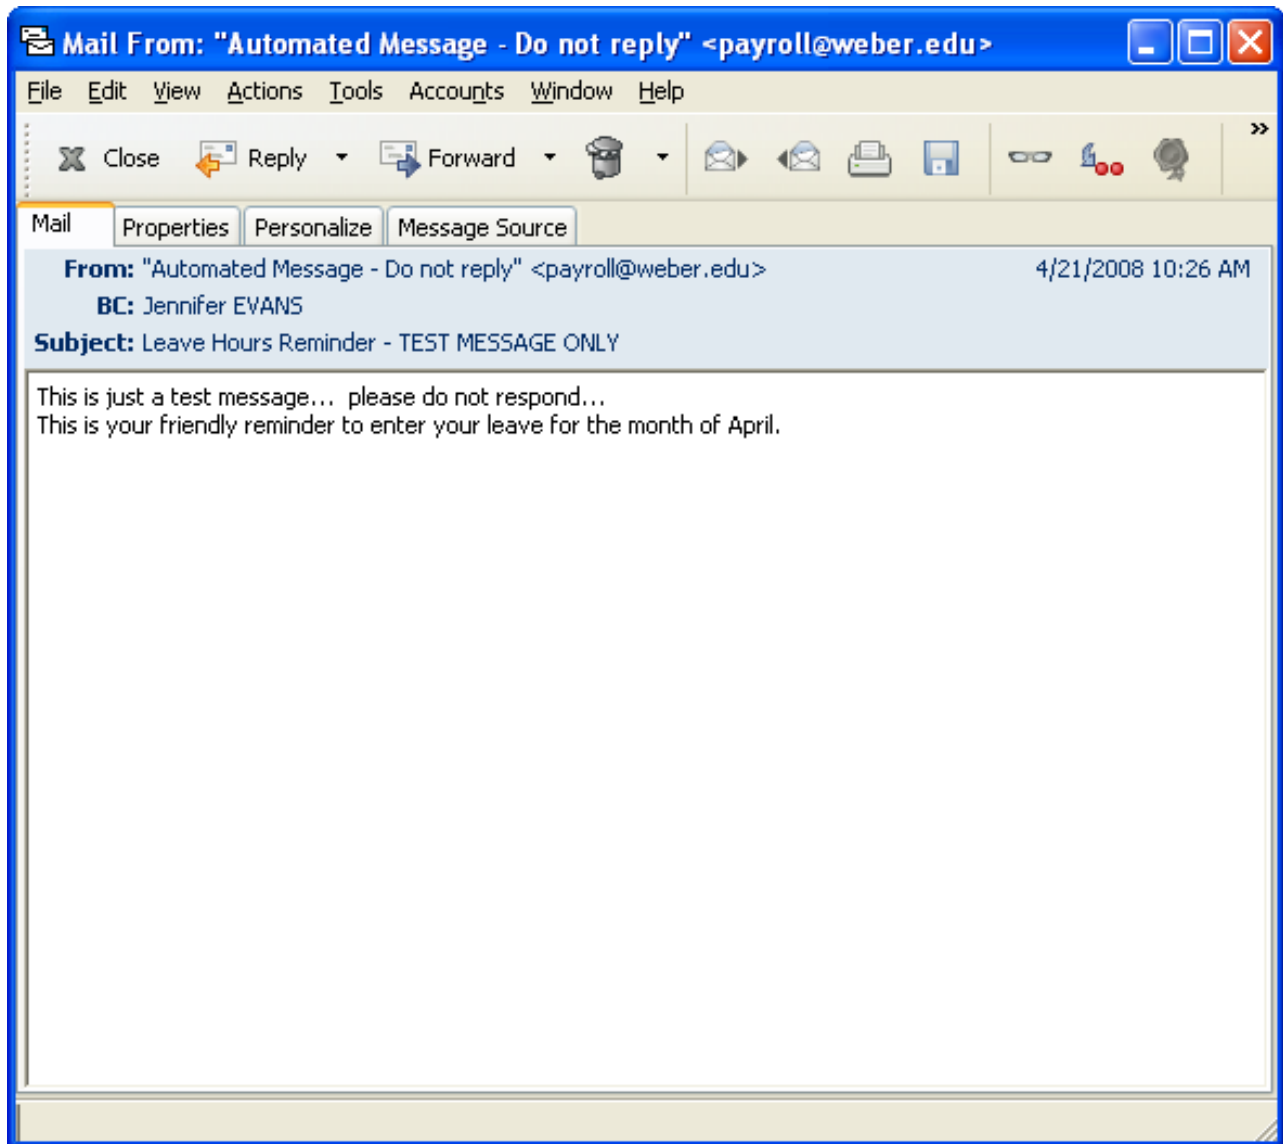 Mail From: "Automated Message - Do not reply" <payroll@weber.edu>
File Edit View Actions Tools Accounts Window Help
Close Reply Forward »
Mail Properties Personalize Message Source
From: "Automated Message - Do not reply" <payroll@weber.edu> 4/21/2008 10:26 AM
BC: Jennifer EVANS
Subject: Leave Hours Reminder - TEST MESSAGE ONLY
This is just a test message... please do not respond...
This is your friendly reminder to enter your leave for the month of April.